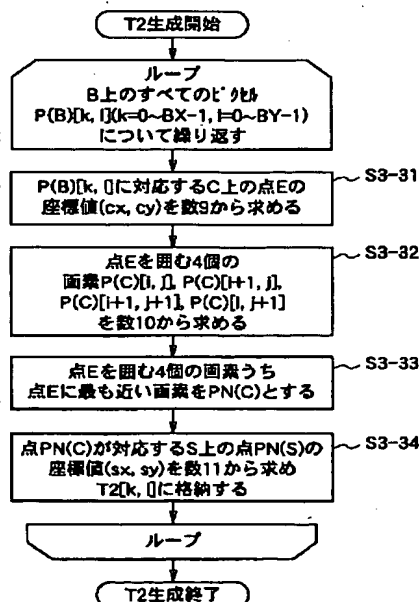 T2生成開始
ループ
B上のすべてのピクセル
P(B)[k, l](k=0~BX-1, l=0~BY-1)
について繰り返す
P(B)[k, l]に対応するC上の点Eの
座標値(cx, cy)を数9から求める
S3-31
点Eを囲む4個の
画素P(C)[i, j], P(C)[i+1, j],
P(C)[i+1, j+1], P(C)[i, j+1]
を数10から求める
S3-32
点Eを囲む4個の画素うち
点Eに最も近い画素をPN(C)とする
S3-33
点PN(C)が対応するS上の点PN(S)の
座標値(sx, sy)を数11から求め
T2[k, l]に格納する
S3-34
ループ
T2生成終了